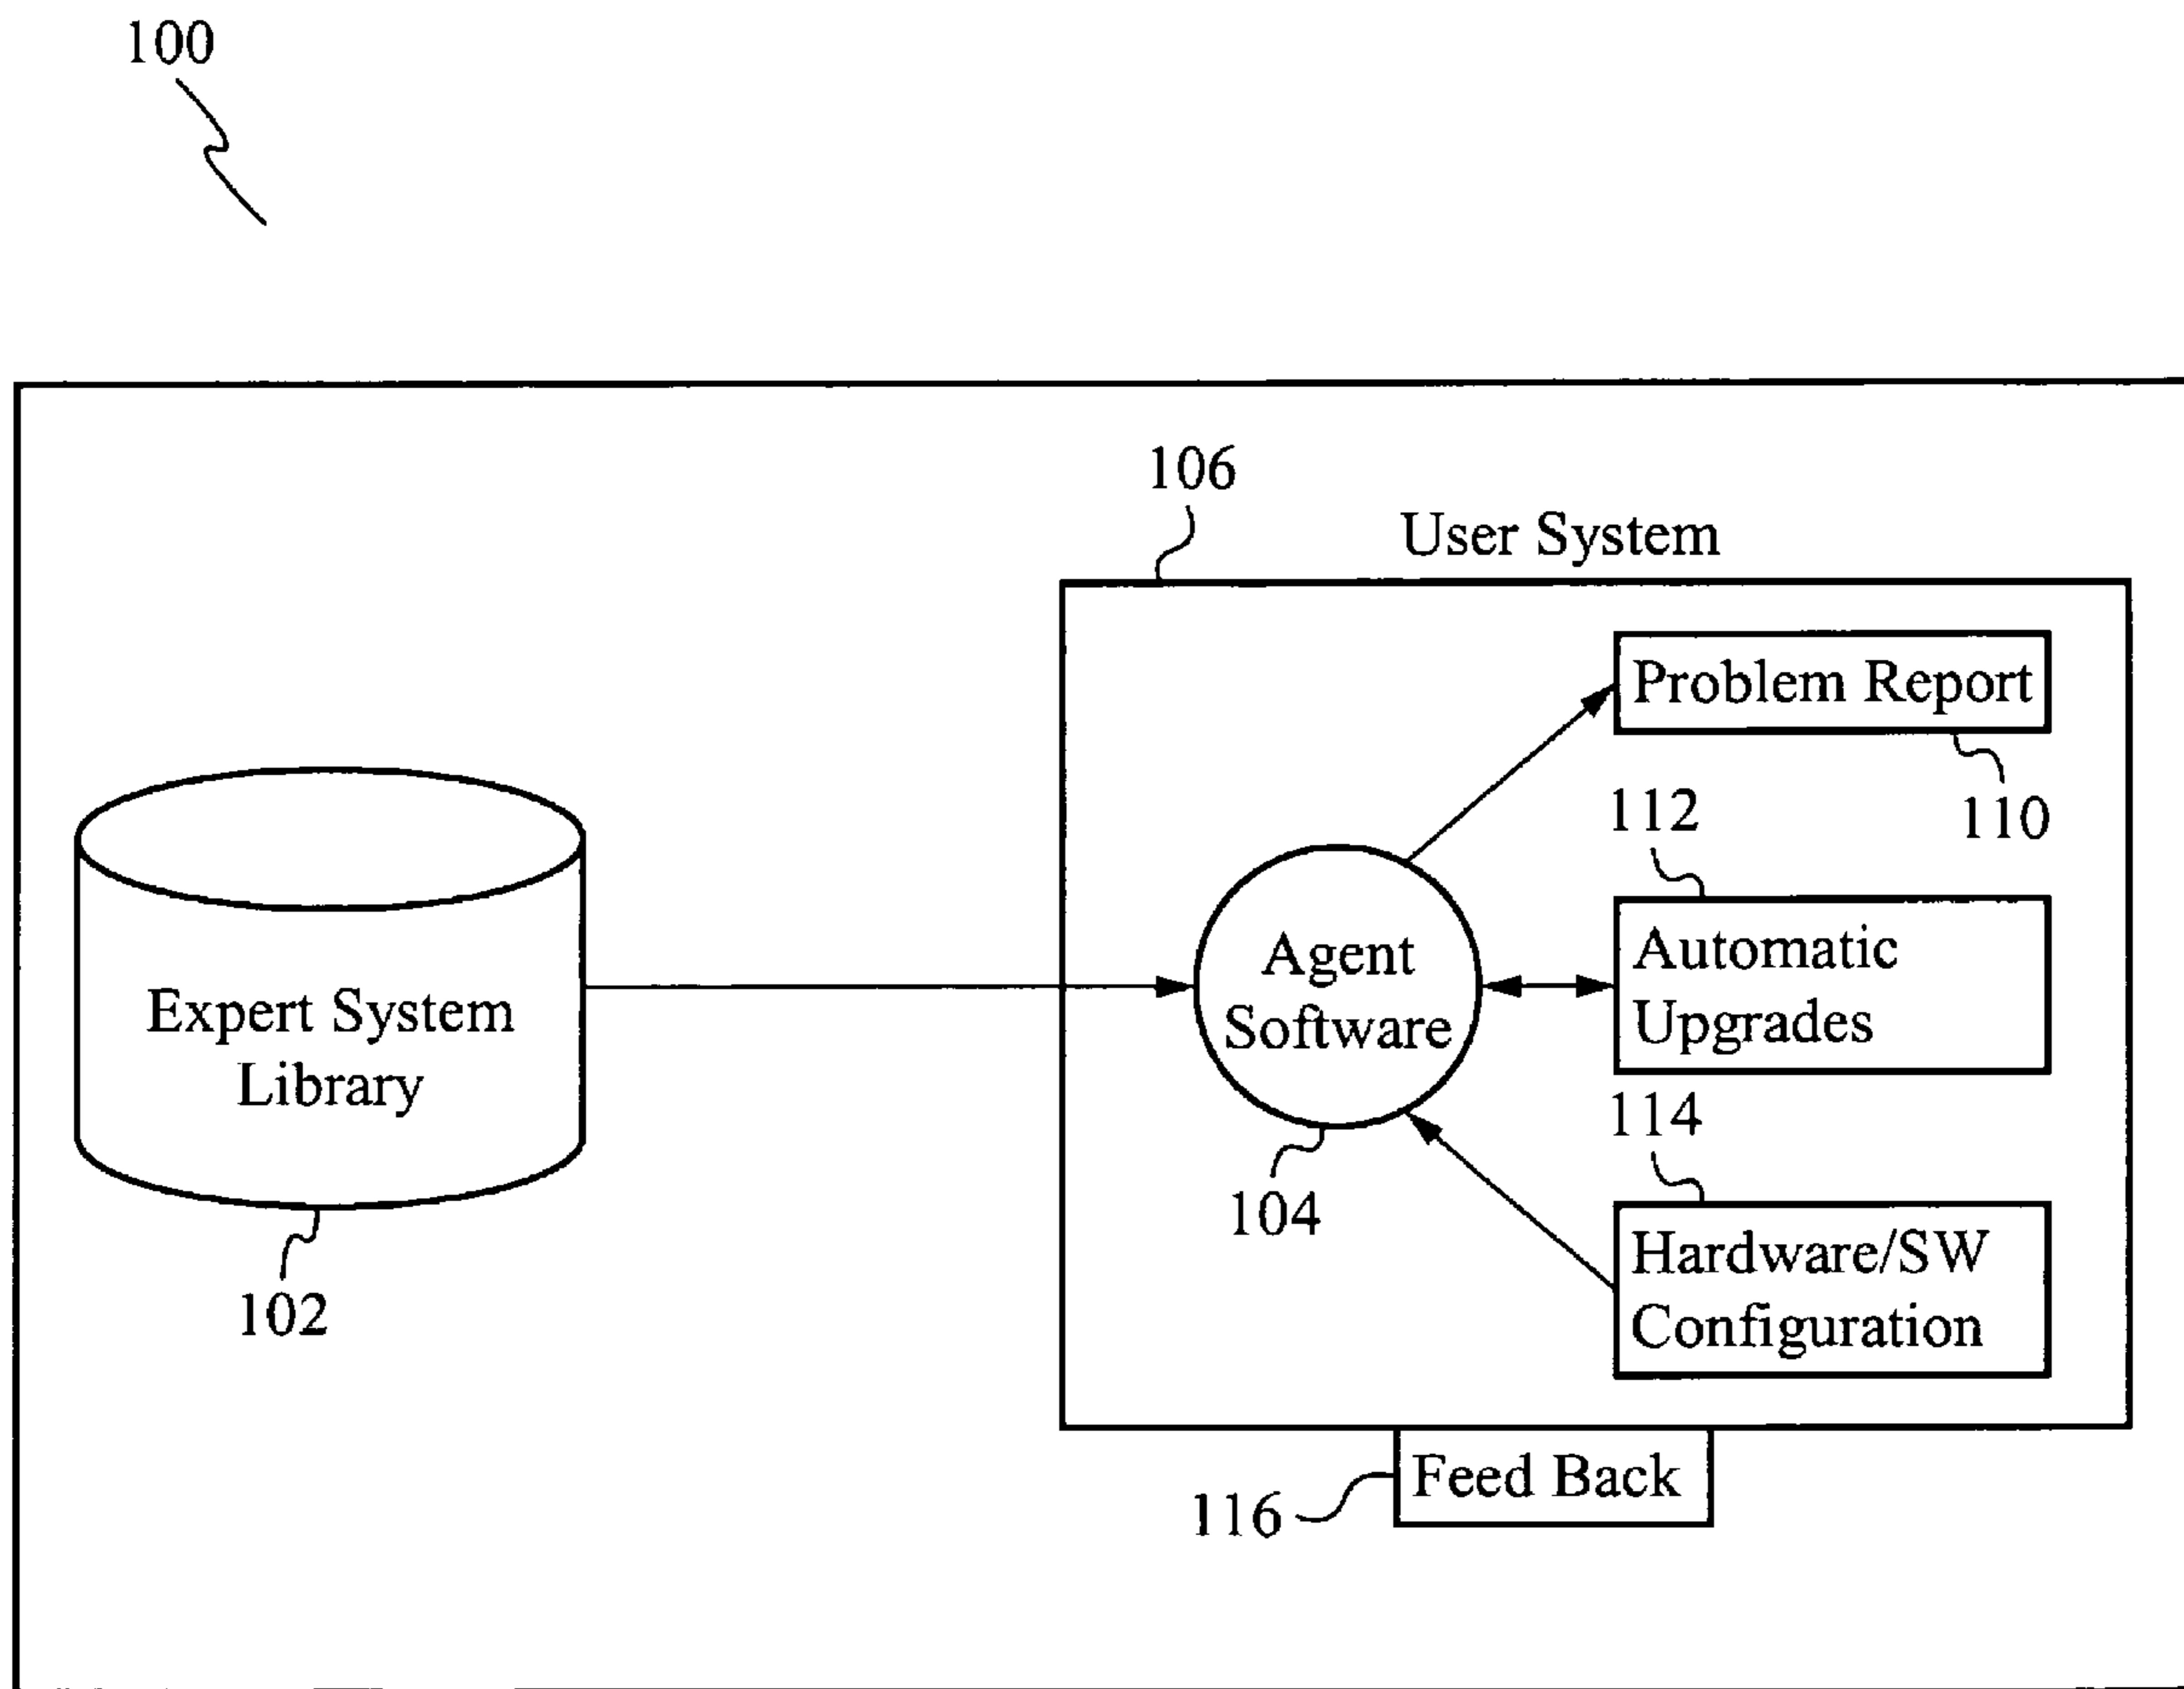 100
106
User System
Problem Report
110
112
Automatic
Upgrades
Agent
Software
104
114
Hardware/SW
Configuration
Expert System
Library
102
Feed Back
116